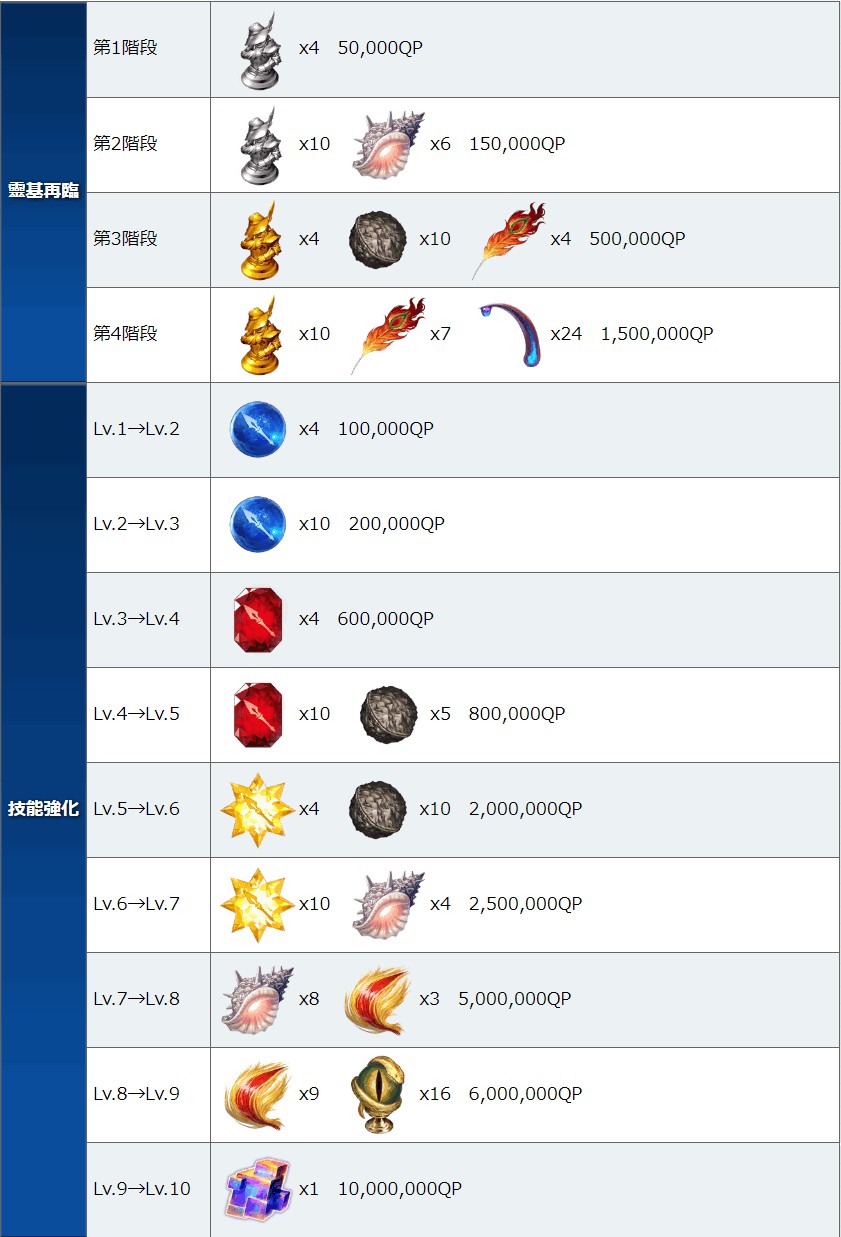 靈基再臨
第1階段 x4 50,000QP
第2階段 x10 x6 150,000QP
第3階段 x4 x10 x4 500,000QP
第4階段 x10 x7 x24 1,500,000QP
技能強化
Lv.1→Lv.2 x4 100,000QP
Lv.2→Lv.3 x10 200,000QP
Lv.3→Lv.4 x4 600,000QP
Lv.4→Lv.5 x10 x5 800,000QP
Lv.5→Lv.6 x4 x10 2,000,000QP
Lv.6→Lv.7 x10 x4 2,500,000QP
Lv.7→Lv.8 x8 x3 5,000,000QP
Lv.8→Lv.9 x9 x16 6,000,000QP
Lv.9→Lv.10 x1 10,000,000QP